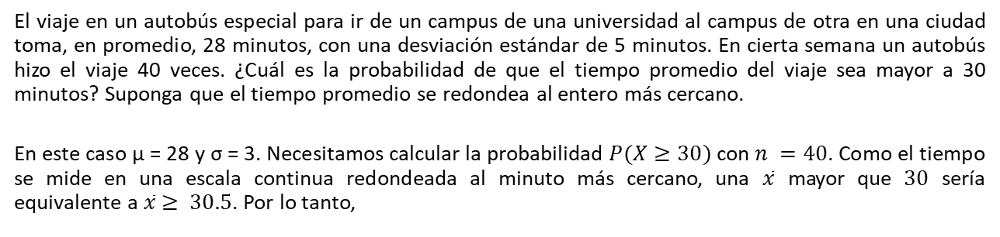 El viaje en un autobús especial para ir de un campus de una universidad al campus de otra en una ciudad
toma, en promedio, 28 minutos, con una desviación estándar de 5 minutos. En cierta semana un autobús
hizo el viaje 40 veces. ¿Cuál es la probabilidad de que el tiempo promedio del viaje sea mayor a 30
minutos? Suponga que el tiempo promedio se redondea al entero más cercano.
En este caso μ = 28 y σ = 3. Necesitamos calcular la probabilidad P(X ≥ 30) con n = 40. Como el tiempo
se mide en una escala continua redondeada al minuto más cercano, una ẋ mayor que 30 sería
equivalente a ẋ ≥ 30.5. Por lo tanto,